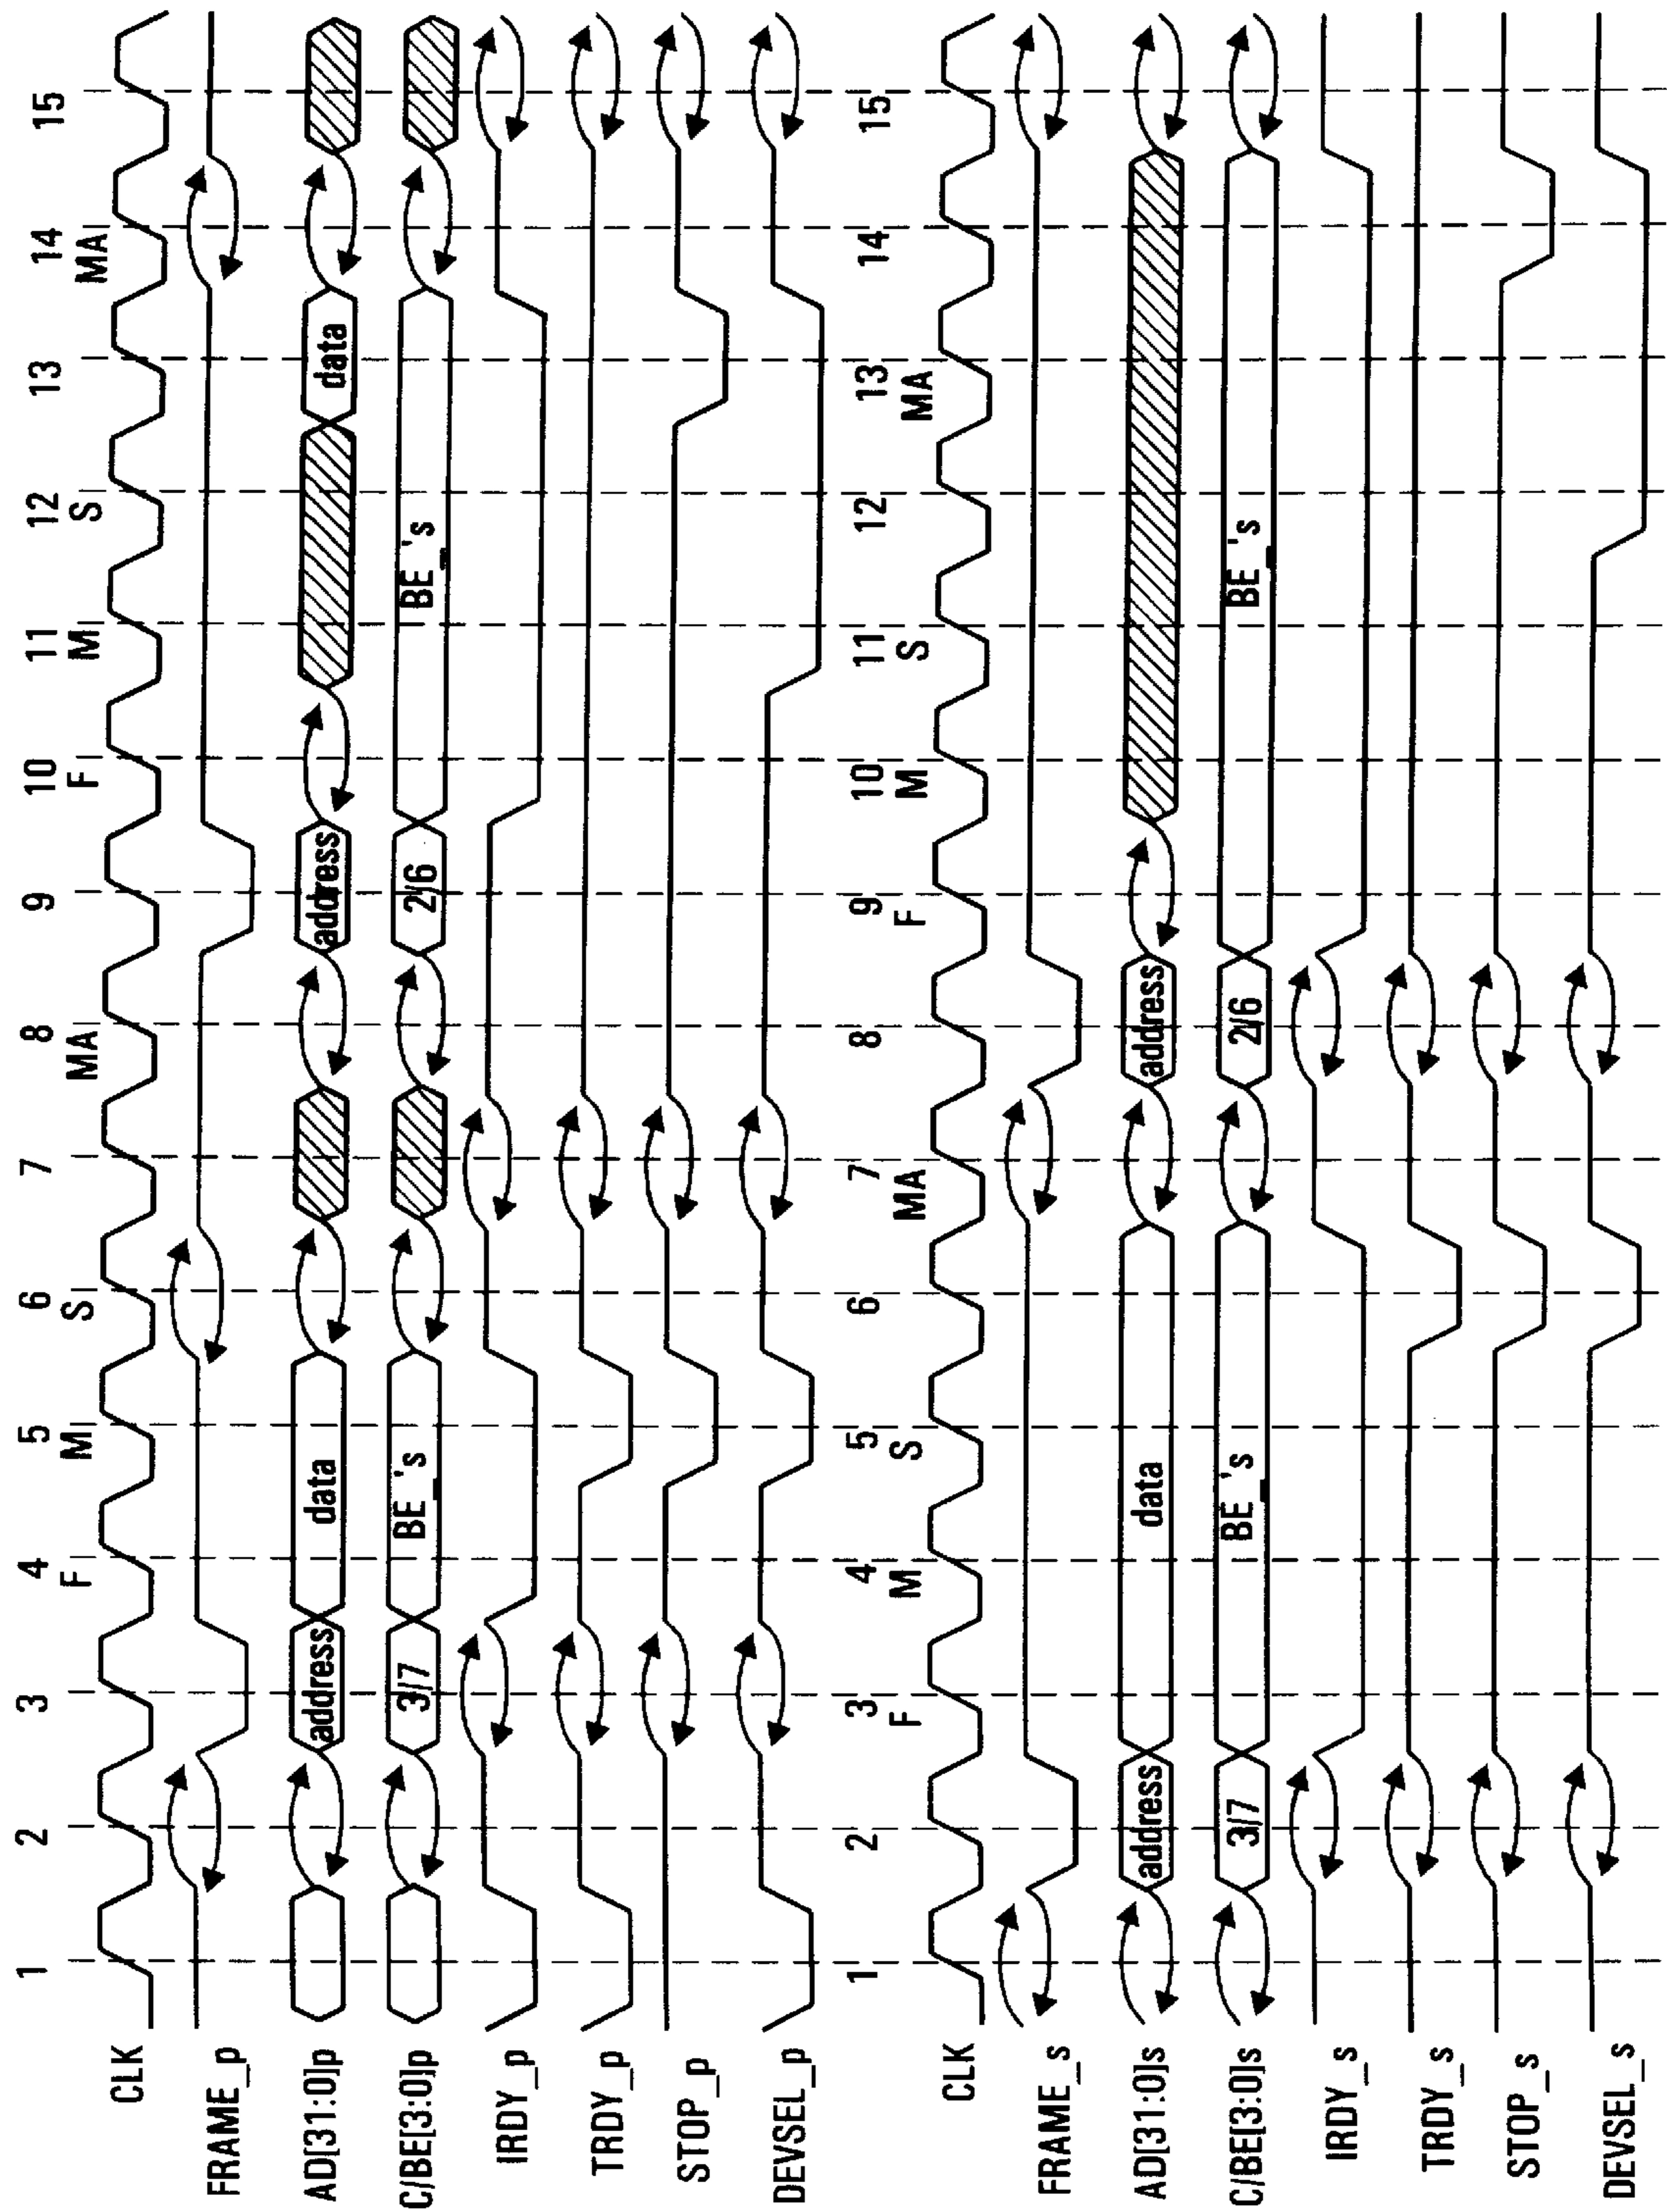 1 2 3 4 5 6 7 8 9 10 11 12 13 14 15
F M S MA F M S MA
CLK
FRAME_p
AD[31:0]p address data address data
C/BE[3:0]p 3/7 BE_'s 2/6 BE_'s
IRDY_p
TRDY_p
STOP_p
DEVSEL_p
1 2 3 4 5 6 7 8 9 10 11 12 13 14 15
F M S MA F M S MA
CLK
FRAME_s
AD[31:0]s address data address
C/BE[3:0]s 3/7 BE_'s 2/6 BE_'s
IRDY_s
TRDY_s
STOP_s
DEVSEL_s